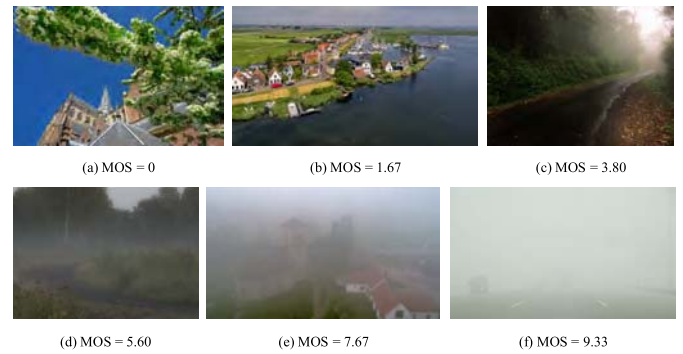 (a) MOS = 0
(b) MOS = 1.67
(c) MOS = 3.80
(d) MOS = 5.60
(e) MOS = 7.67
(f) MOS = 9.33